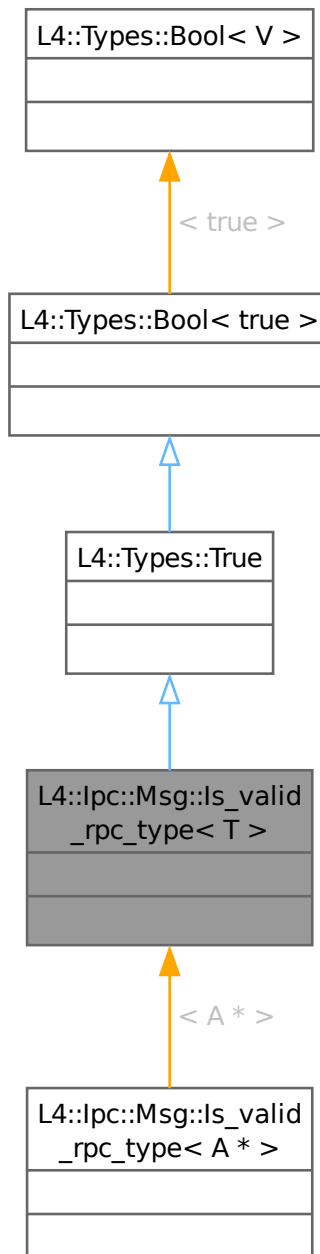 L4::Types::Bool< V >
< true >
L4::Types::Bool< true >
L4::Types::True
L4::Ipc::Msg::Is_valid
_rpc_type< T >
< A * >
L4::Ipc::Msg::Is_valid
_rpc_type< A * >